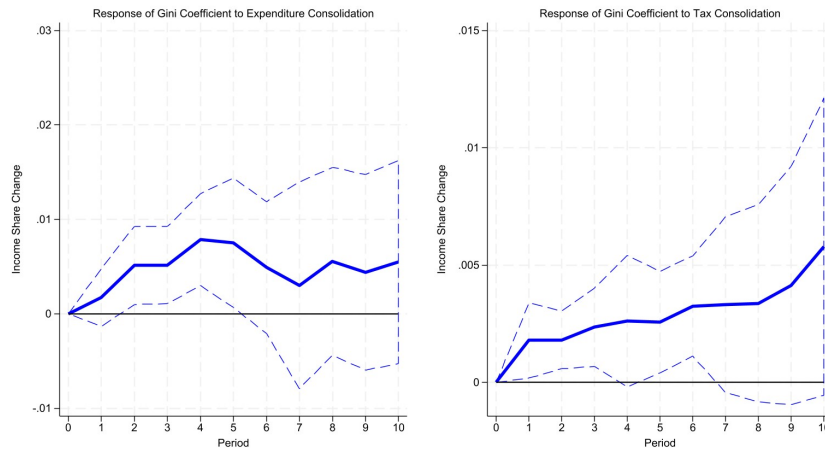 Response of Gini Coefficient to Expenditure Consolidation
.03
.02
.01
0
-.01
Income Share Change
0 1 2 3 4 5 6 7 8 9 10
Period
Response of Gini Coefficient to Tax Consolidation
.015
.01
.005
0
Income Share Change
0 1 2 3 4 5 6 7 8 9 10
Period